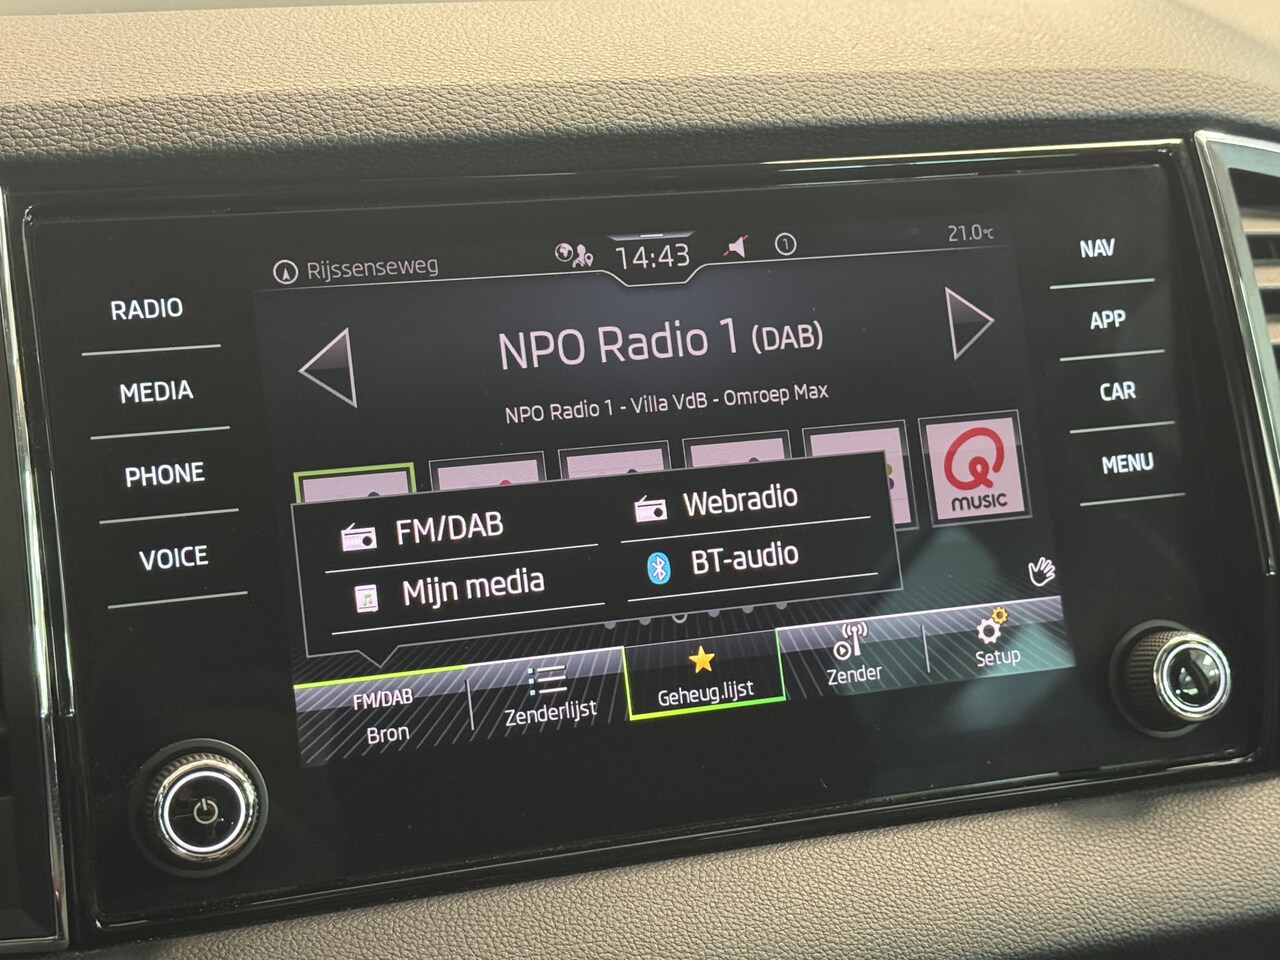 Rijssenseweg
14:43
1
21.0°C
RADIO
MEDIA
PHONE
VOICE
NPO Radio 1 (DAB)
NPO Radio 1 - Villa VdB - Omroep Max
Q
MUSIC
FM/DAB
Webradio
Mijn media
BT-audio
FM/DAB
Bron
Zenderlijst
Geheug.lijst
Zender
Setup
NAV
APP
CAR
MENU